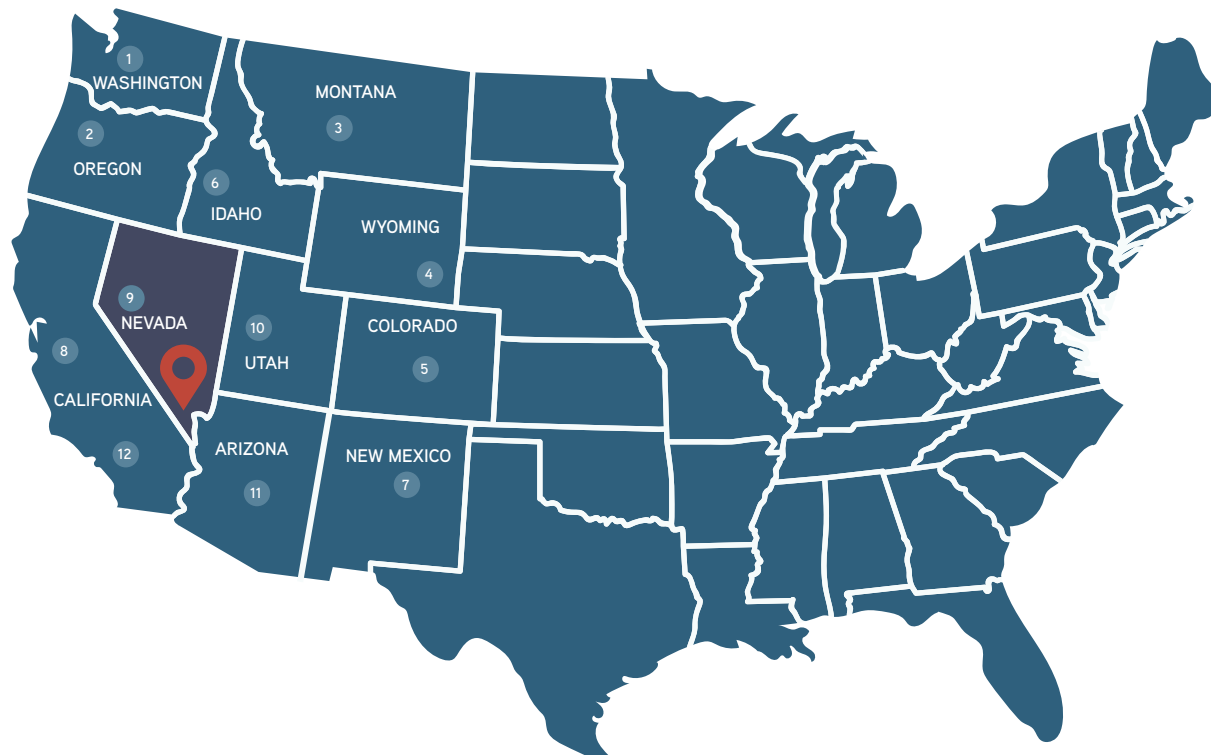 1
WASHINGTON
MONTANA
3
2
OREGON
6
IDAHO
WYOMING
4
9
NEVADA
10
UTAH
COLORADO
5
8
CALIFORNIA
12
ARIZONA
11
NEW MEXICO
7